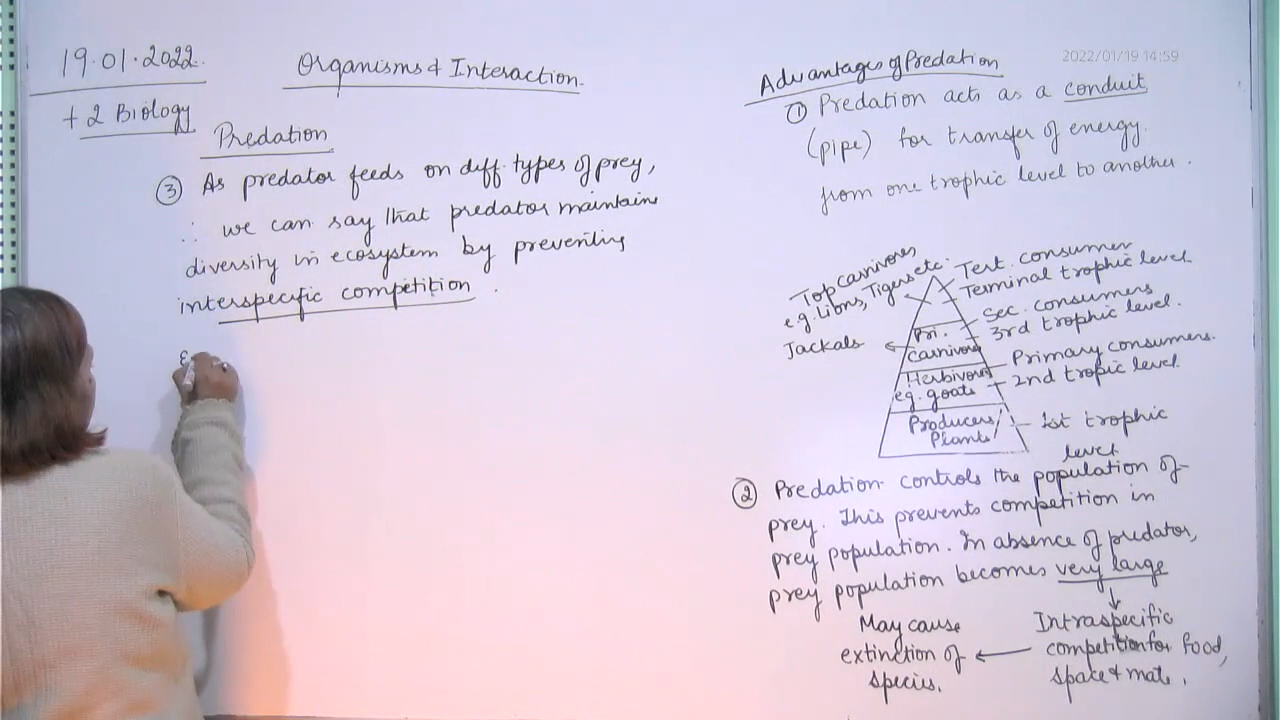 19.01.2022
+2 Biology
Organisms & Interaction
Predation
③ As predator feeds on diff. types of prey,
∴ we can say that predator maintains
diversity in ecosystem by preventing
interspecific competition.
Advantages of Predation
2022/01/19 14:59
① Predation acts as a conduit
(pipe) for transfer of energy
from one trophic level to another.
Top carnivores
e.g. Lions, Tigers etc.
Jackals
Tert. consumer
Terminal trophic level
Pri.
Carnivores
Sec. consumers
3rd trophic level.
Herbivores
eg. goats
Primary consumers.
2nd tropic level.
Producers/
Plants
1st trophic
level
② Predation controls the population of
prey. This prevents competition in
prey population. In absence of predator,
prey population becomes very large
↓
Intraspecific
competition for food,
space & mate.
←
May cause
extinction of
species.